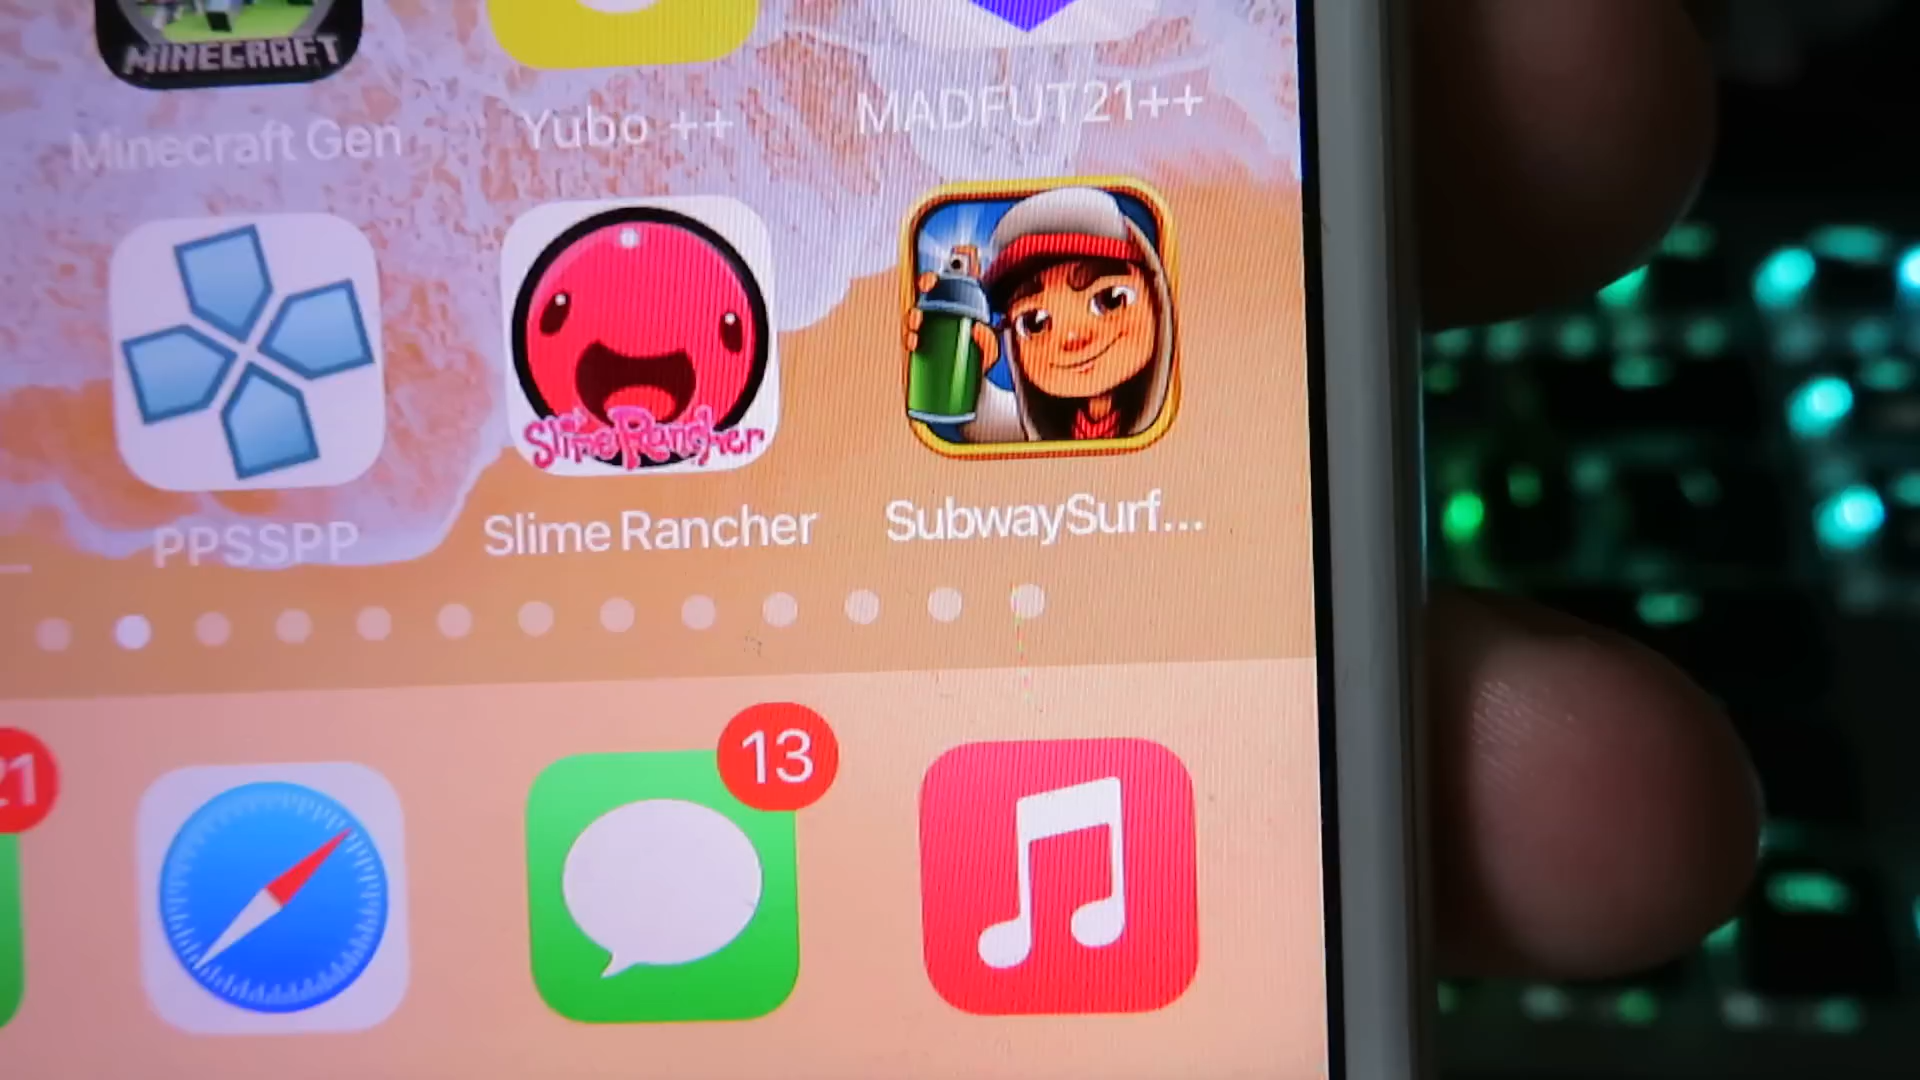 MINECRAFT
Minecraft Gen
Yubo ++
MADFUT21++
Slime Rancher
PPSSPP
Slime Rancher
SubwaySurf...
21
13